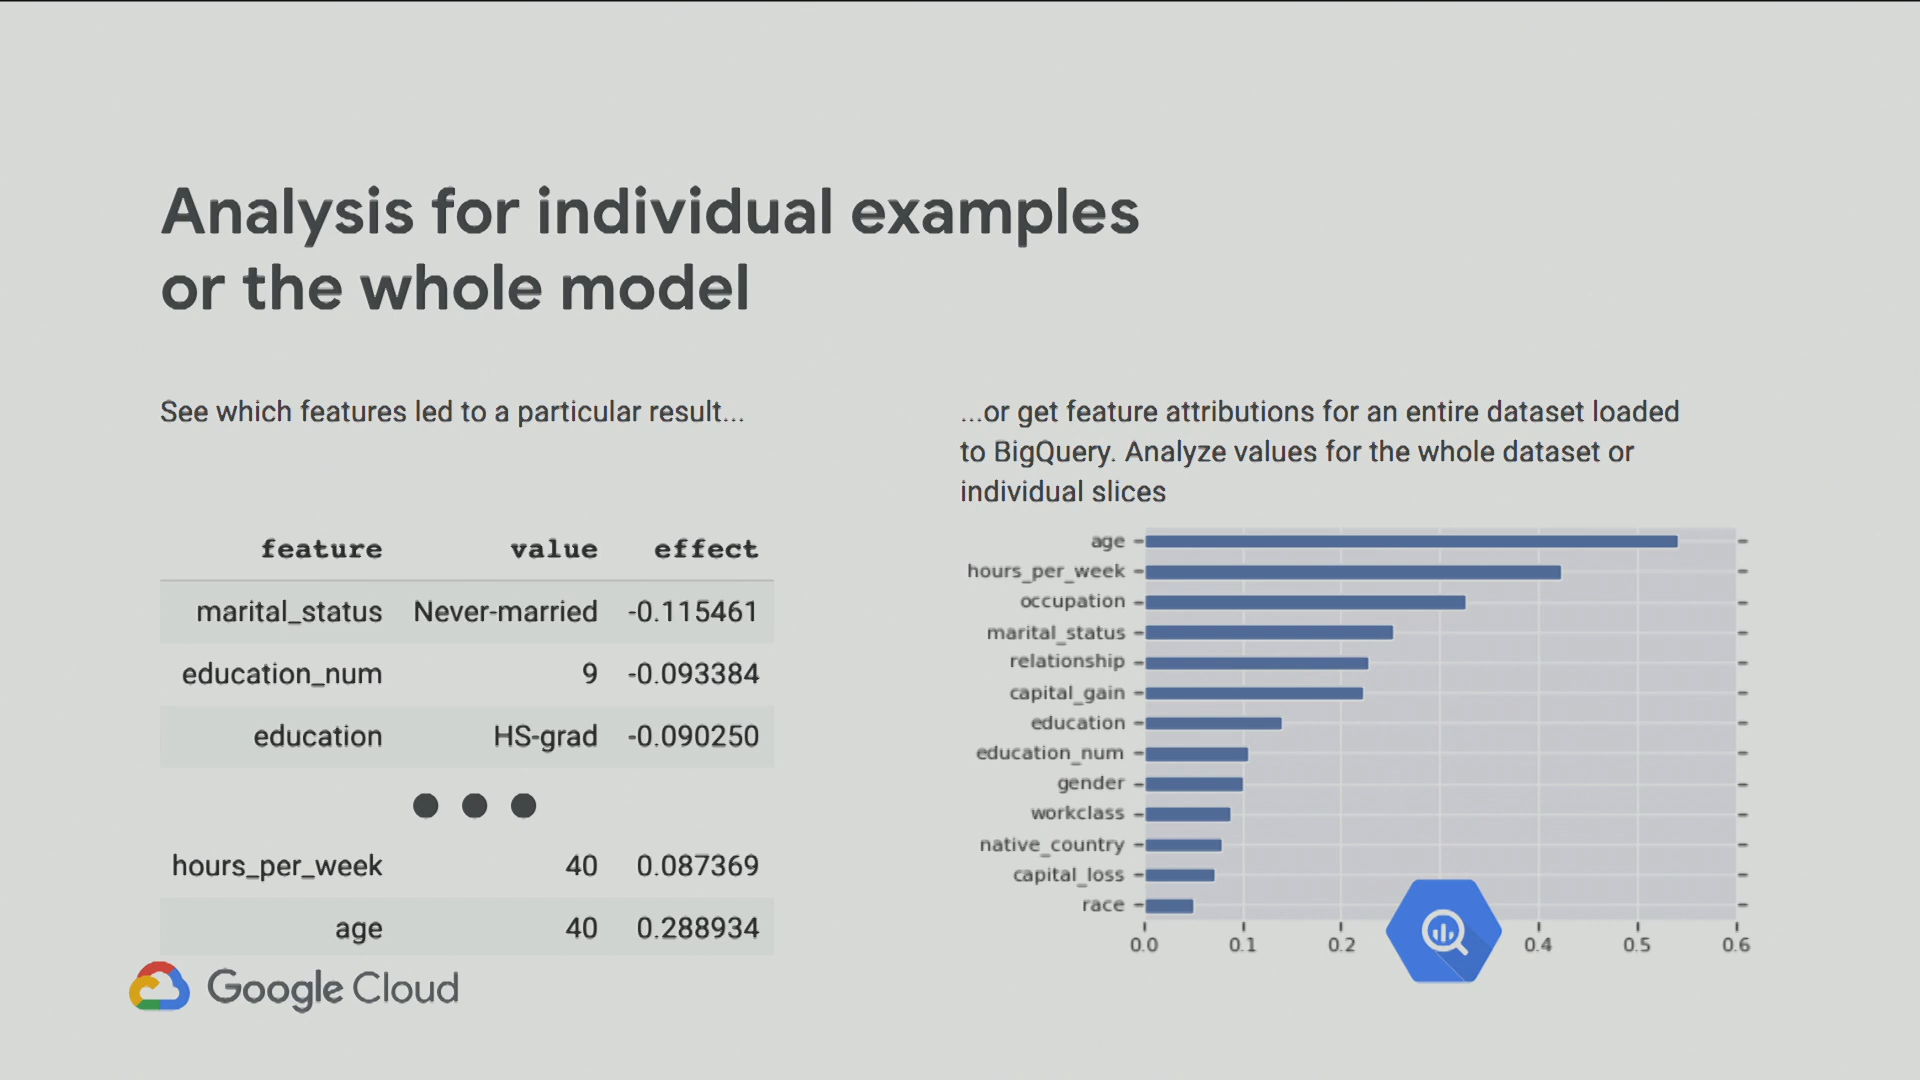 Analysis for individual examples
or the whole model
See which features led to a particular result...
feature value effect
marital_status Never-married -0.115461
education_num 9 -0.093384
education HS-grad -0.090250
hours_per_week 40 0.087369
age 40 0.288934
...or get feature attributions for an entire dataset loaded
to BigQuery. Analyze values for the whole dataset or
individual slices
age
hours_per_week
occupation
marital_status
relationship
capital_gain
education
education_num
gender
workclass
native_country
capital_loss
race
0.0 0.1 0.2 0.4 0.5 0.6
Google Cloud